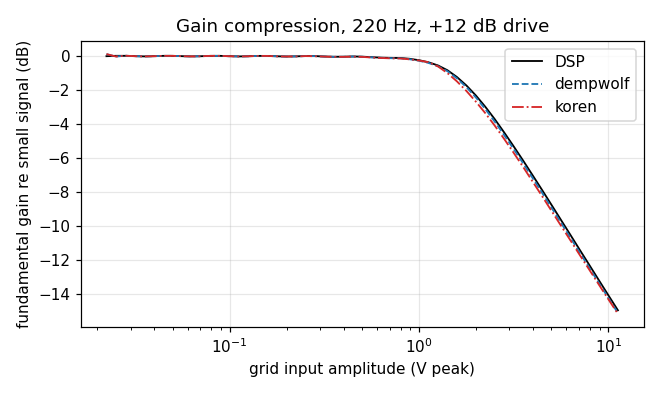 Gain compression, 220 Hz, +12 dB drive
fundamental gain re small signal (dB)
0
−2
−4
−6
−8
−10
−12
−14
DSP
dempwolf
koren
10⁻¹
10⁰
10¹
grid input amplitude (V peak)